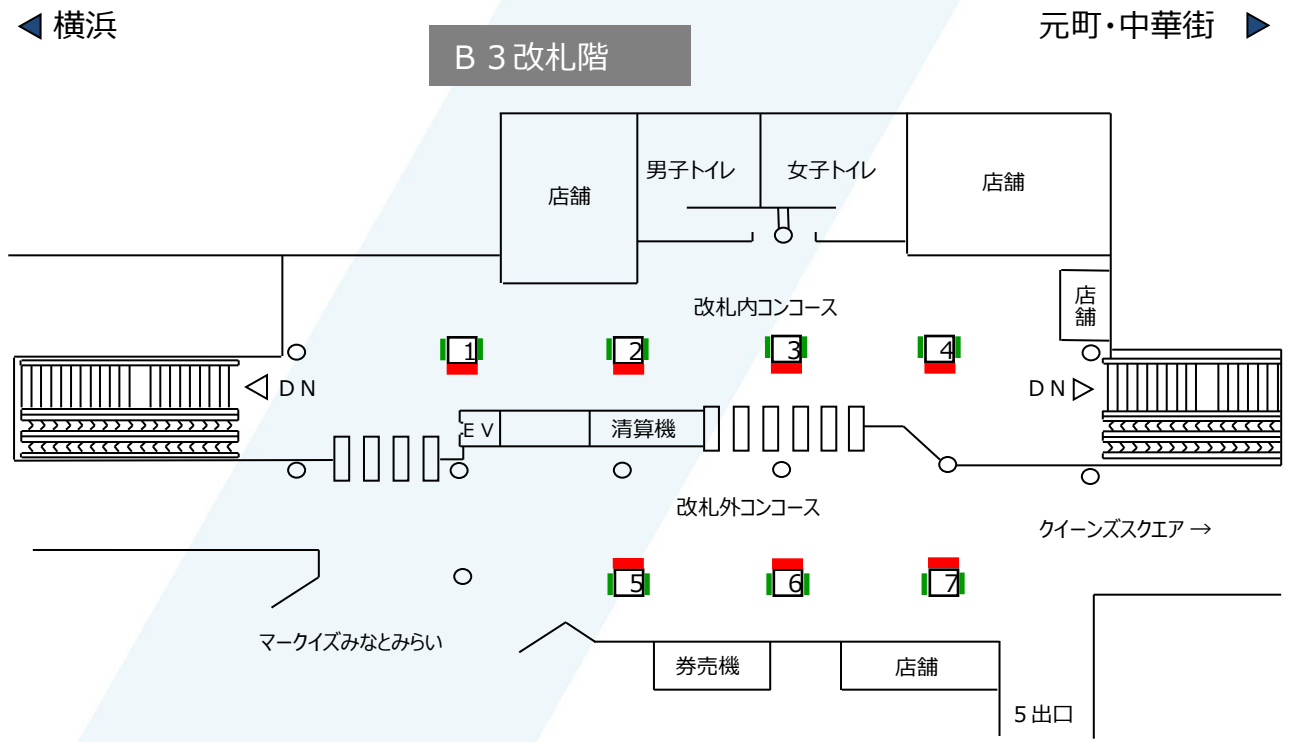 横浜
元町・中華街
B3改札階
店舗
男子トイレ
女子トイレ
店舗
改札内コンコース
店舗
1
2
3
4
DN
DN
EV
清算機
改札外コンコース
クイーンズスクエア→
5
6
7
マークイズみなとみらい
券売機
店舗
5出口